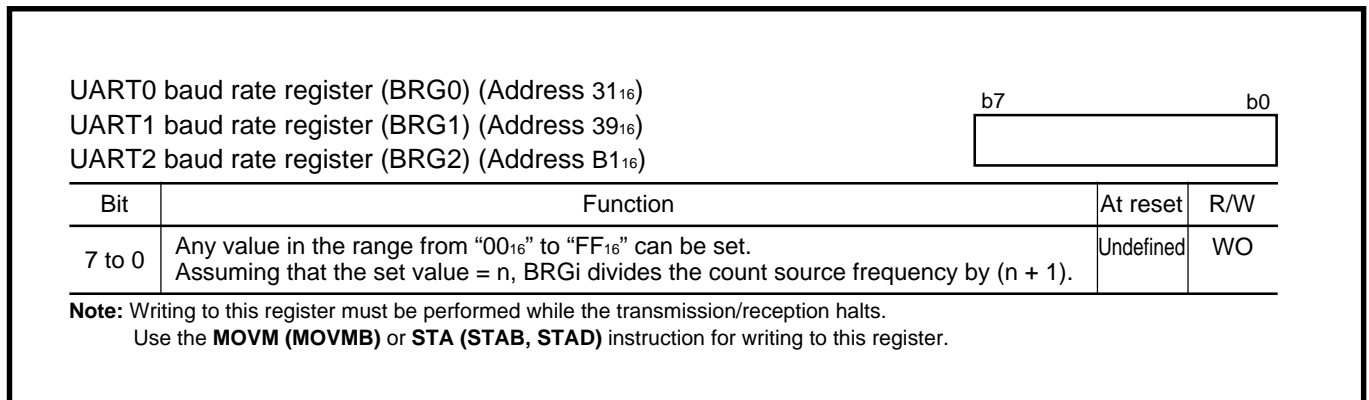 UART0 baud rate register (BRG0) (Address 31₁₆)
UART1 baud rate register (BRG1) (Address 39₁₆)
UART2 baud rate register (BRG2) (Address B1₁₆)
b7 b0
Bit Function At reset R/W
7 to 0 Any value in the range from “00₁₆” to “FF₁₆” can be set. Undefined WO
Assuming that the set value = n, BRGi divides the count source frequency by (n + 1).
Note: Writing to this register must be performed while the transmission/reception halts.
Use the MOVM (MOVMB) or STA (STAB, STAD) instruction for writing to this register.